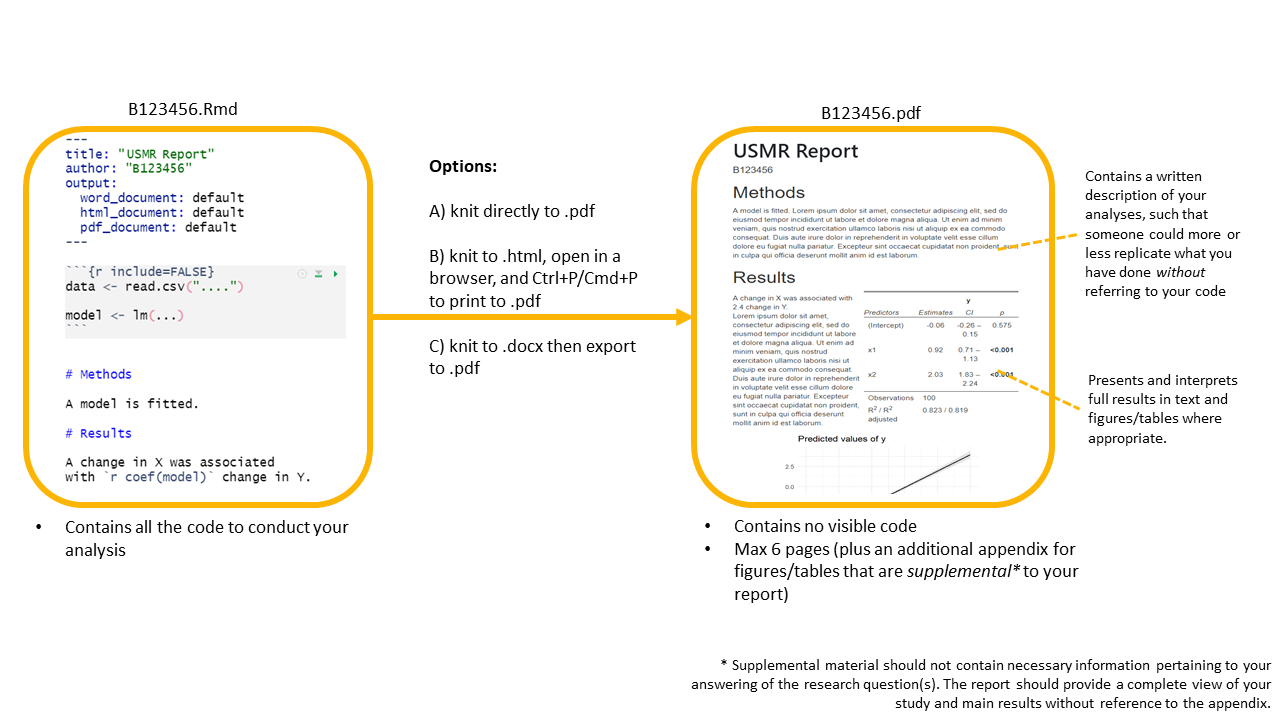 B123456.Rmd
---
title: "USMR Report"
author: "B123456"
output:
word_document: default
html_document: default
pdf_document: default
---
```{r include=FALSE}
data <- read.csv("....")
model <- lm(...)
```
# Methods
A model is fitted.
# Results
A change in X was associated
with `r coef(model)` change in Y.
• Contains all the code to conduct your
analysis
Options:
A) knit directly to .pdf
B) knit to .html, open in a
browser, and Ctrl+P/Cmd+P
to print to .pdf
C) knit to .docx then export
to .pdf
B123456.pdf
USMR Report
B123456
Methods
A model is fitted. Lorem ipsum dolor sit amet, consectetur adipiscing elit, sed do
eiusmod tempor incididunt ut labore et dolore magna aliqua. Ut enim ad minim
veniam, quis nostrud exercitation ullamco laboris nisi ut aliquip ex ea commodo
consequat. Duis aute irure dolor in reprehenderit in voluptate velit esse cillum
dolore eu fugiat nulla pariatur. Excepteur sint occaecat cupidatat non proident, sunt
in culpa qui officia deserunt mollit anim id est laborum.
Results
A change in X was associated with
2.4 change in Y.
Lorem ipsum dolor sit amet,
consectetur adipiscing elit, sed do
eiusmod tempor incididunt ut labore
et dolore magna aliqua. Ut enim ad
minim veniam, quis nostrud
exercitation ullamco laboris nisi ut
aliquip ex ea commodo consequat.
Duis aute irure dolor in reprehenderit
in voluptate velit esse cillum dolore
eu fugiat nulla pariatur. Excepteur
sint occaecat cupidatat non proident,
sunt in culpa qui officia deserunt
mollit anim id est laborum.
y
Predictors Estimates CI p
(Intercept) -0.06 -0.26 – 0.575
0.15
x1 0.92 0.71 – <0.001
1.13
x2 2.03 1.83 – <0.001
2.24
Observations 100
R2 / R2 0.823 / 0.819
adjusted
Predicted values of y
2.5
0.0
• Contains no visible code
• Max 6 pages (plus an additional appendix for
figures/tables that are supplemental* to your
report)
Contains a written
description of your
analyses, such that
someone could more or
less replicate what you
have done without
referring to your code
Presents and interprets
full results in text and
figures/tables where
appropriate.
* Supplemental material should not contain necessary information pertaining to your
answering of the research question(s). The report should provide a complete view of your
study and main results without reference to the appendix.